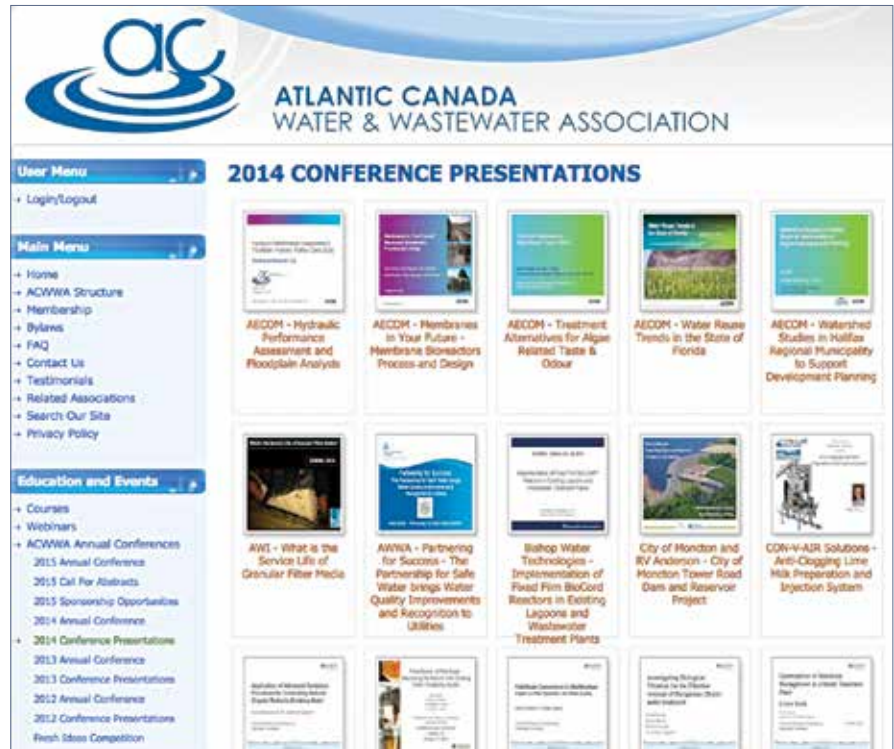 ac
ATLANTIC CANADA
WATER & WASTEWATER ASSOCIATION
User Menu
Login/Logout
Main Menu
Home
ACWWA Structure
Membership
Bylaws
FAQ
Contact Us
Testimonials
Related Associations
Search Our Site
Privacy Policy
Education and Events
Courses
Webinars
ACWWA Annual Conferences
2015 Annual Conference
2015 Call For Abstracts
2015 Sponsorship Opportunities
2014 Annual Conference
2014 Conference Presentations
2013 Annual Conference
2013 Conference Presentations
2012 Annual Conference
2012 Conference Presentations
Fresh Ideas Competition
2014 CONFERENCE PRESENTATIONS
AECOM - Hydraulic
Performance
Assessment and
Floodplain Analysis
AECOM - Membranes
in Your Future -
Membrane Bioreactors
Process and Design
AECOM - Treatment
Alternatives for Algae
Related Taste &
Odour
AECOM - Water Reuse
Trends in the State of
Florida
AECOM - Watershed
Studies in Halifax
Regional Municipality
to Support
Development Planning
AWI - What is the
Service Life of
Granular Filter Media
AWWA - Partnering
for Success - The
Partnership for Safe
Water brings Water
Quality Improvements
and Recognition to
Utilities
Bishop Water
Technologies -
Implementation of
Fixed Film BioCord
Reactors in Existing
Lagoons and
Wastewater
Treatment Plants
City of Moncton and
RV Anderson - City of
Moncton Tower Road
Dam and Reservoir
Project
CON-V-AIR Solutions -
Anti-Clogging Lime
Milk Preparation and
Injection System